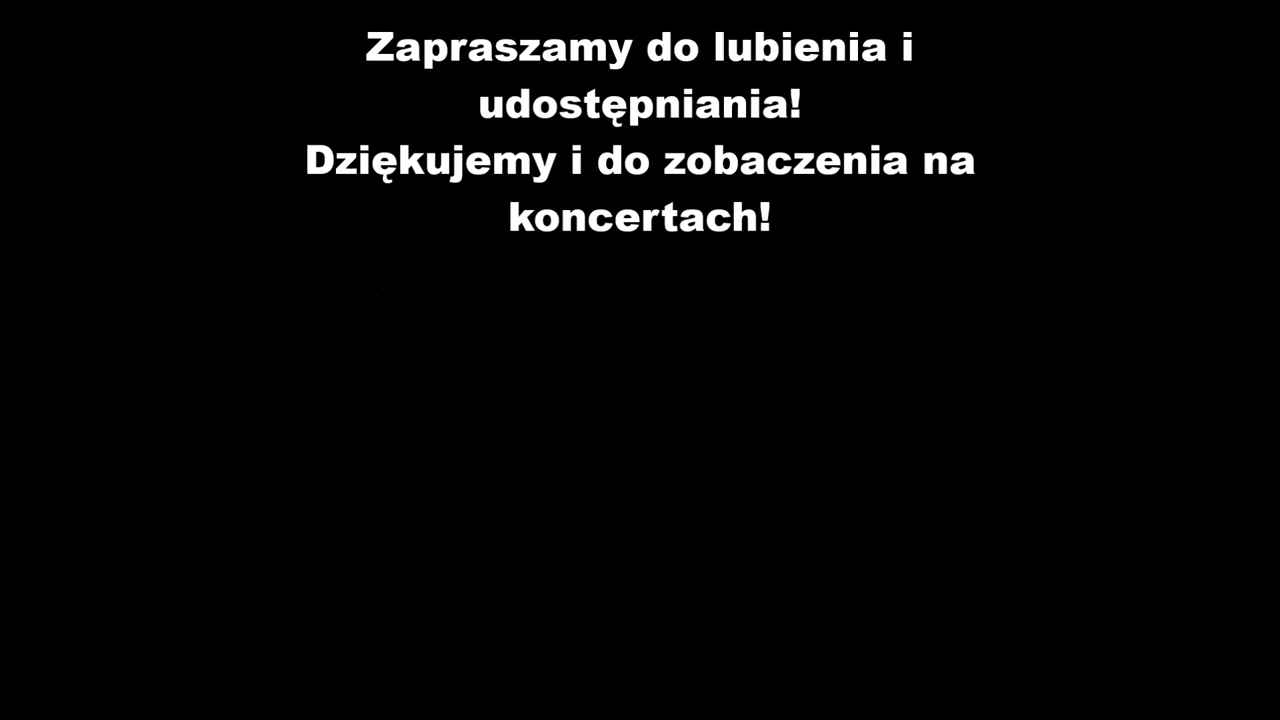 Zapraszamy do lubienia i
udostępniania!
Dziękujemy i do zobaczenia na
koncertach!